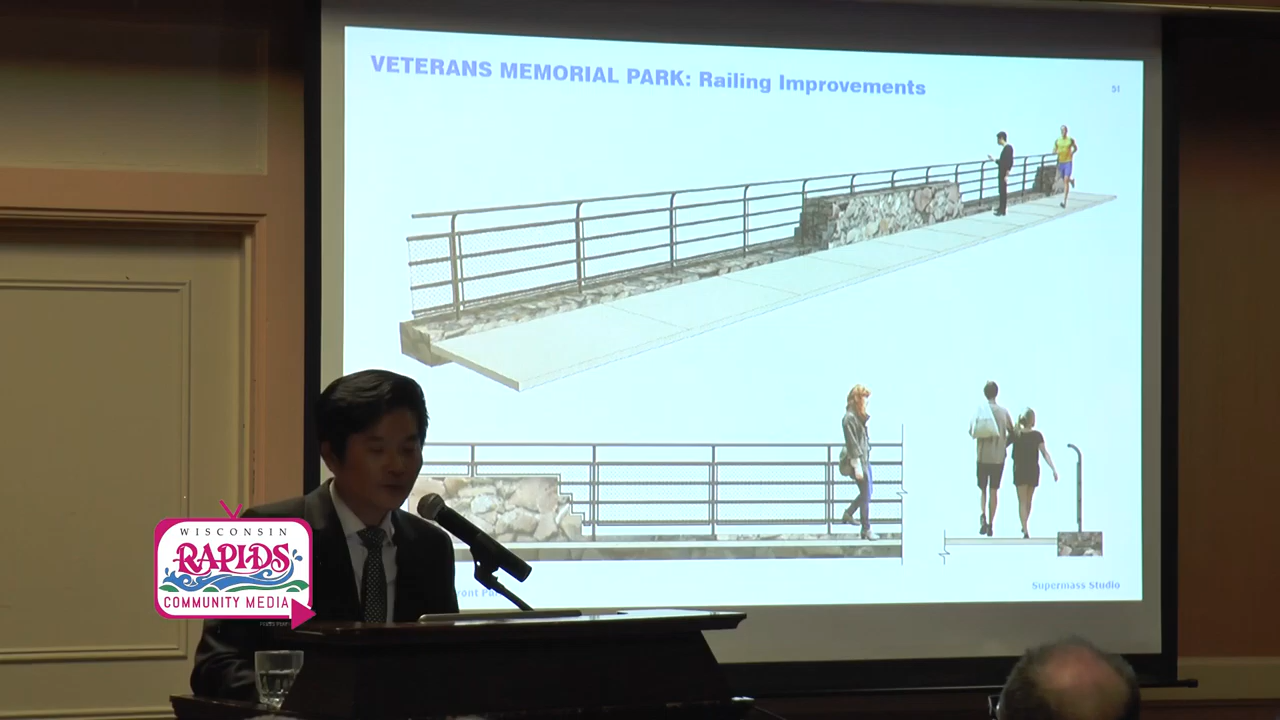 VETERANS MEMORIAL PARK: Railing Improvements
51
WISCONSIN
RAPIDS
COMMUNITY MEDIA
Supermass Studio